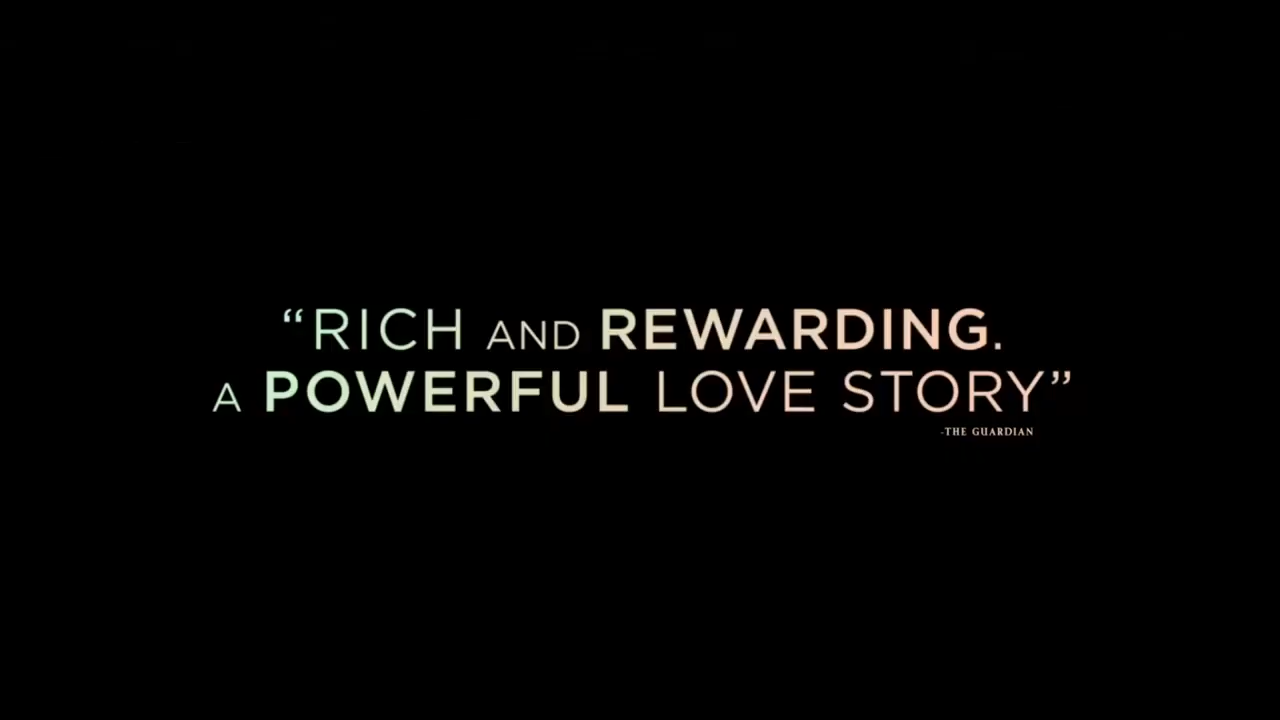 “RICH AND REWARDING.
A POWERFUL LOVE STORY”
-THE GUARDIAN